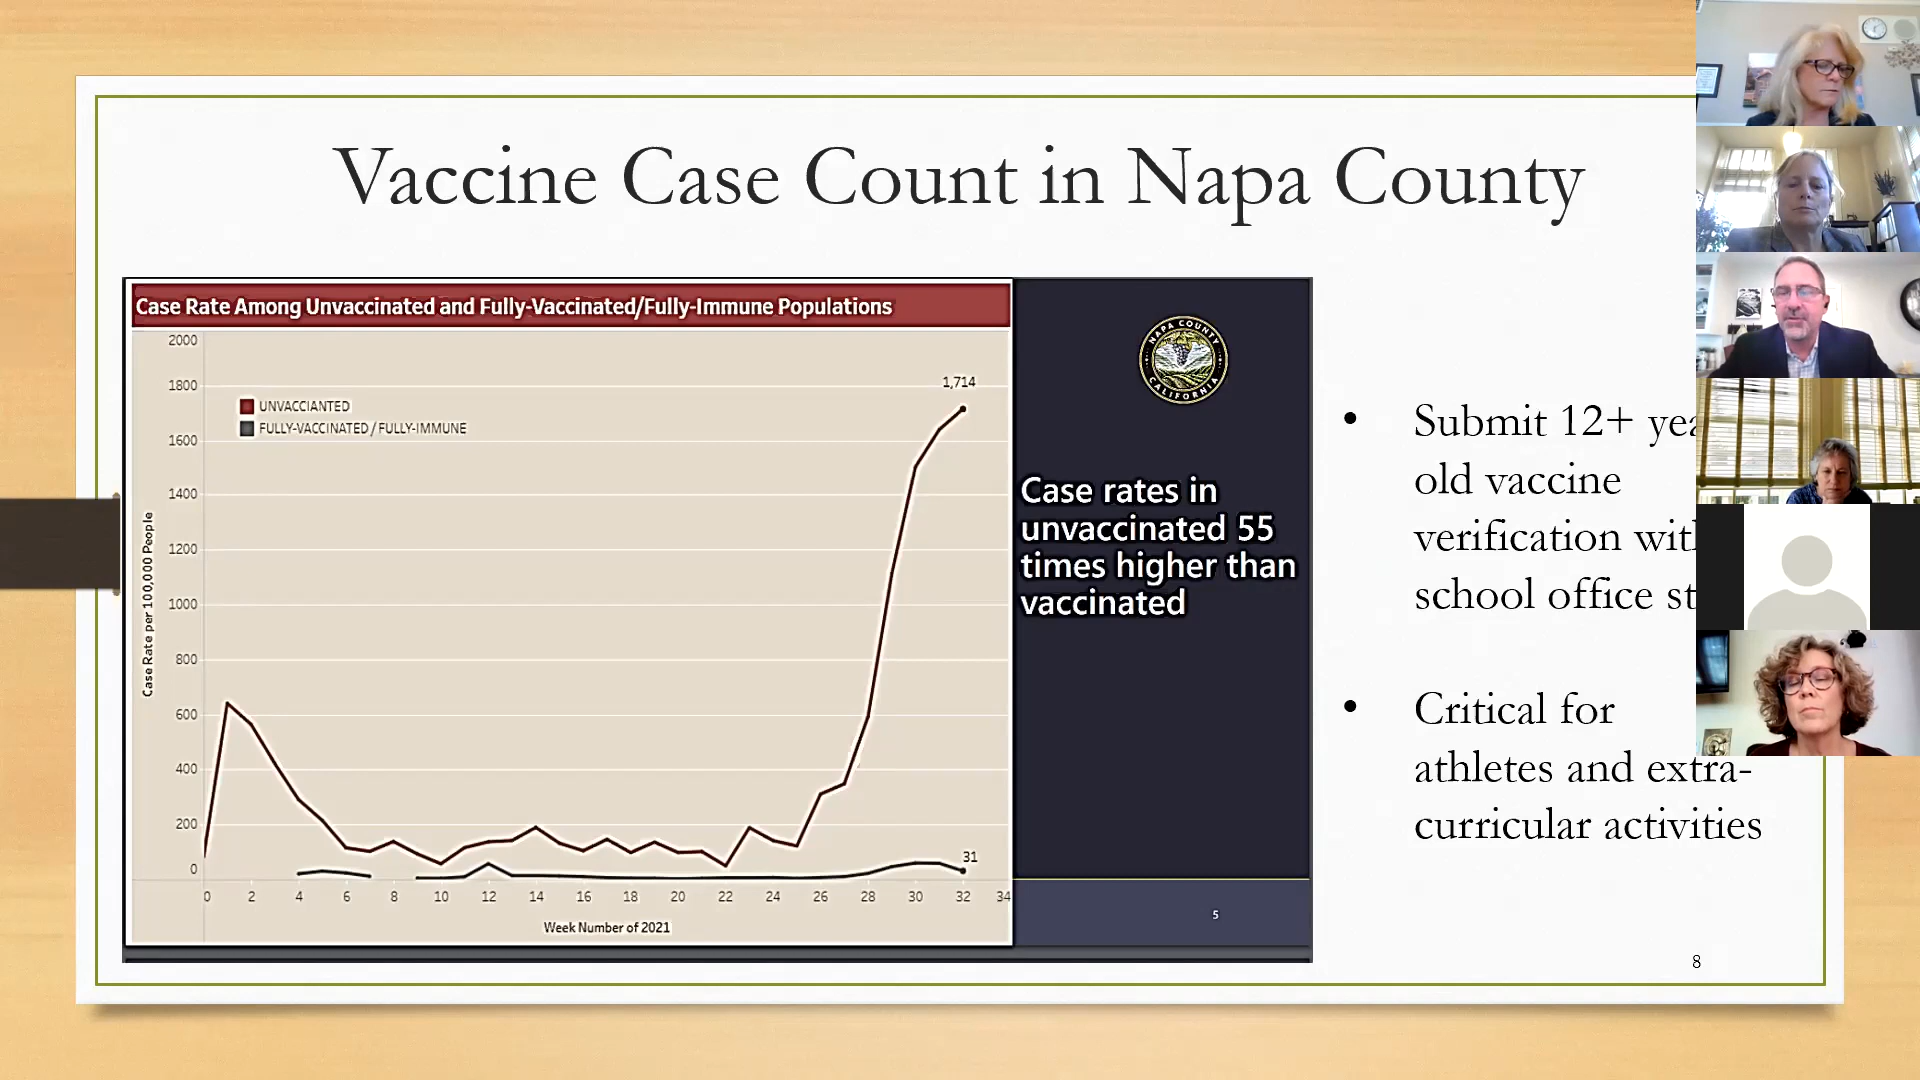 Vaccine Case Count in Napa County
Case Rate Among Unvaccinated and Fully-Vaccinated/Fully-Immune Populations
2000
1800
1600
1400
1200
1000
800
600
400
200
0
Case Rate per 100,000 People
UNVACCIANTED
FULLY-VACCINATED / FULLY-IMMUNE
1,714
31
0 2 4 6 8 10 12 14 16 18 20 22 24 26 28 30 32 34
Week Number of 2021
NAPA COUNTY
CALIFORNIA
Case rates in
unvaccinated 55
times higher than
vaccinated
5
• Submit 12+
old vaccine
verification
school office
• Critical for
athletes and extra-
curricular activities
8